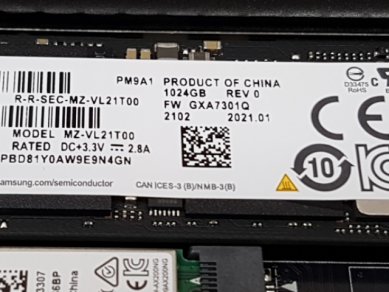 PM9A1
PRODUCT OF CHINA
1024GB REV 0
FW GXA7301Q
2102 2021.01
R-R-SEC-MZ-VL21T00
MODEL MZ-VL21T00
RATED DC+3.3V 2.8A
PBD81Y0AW9E9N4GN
samsung.com/semiconductor
CAN ICES-3 (B)/NMB-3(B)
D33475
RoHS
CE
10